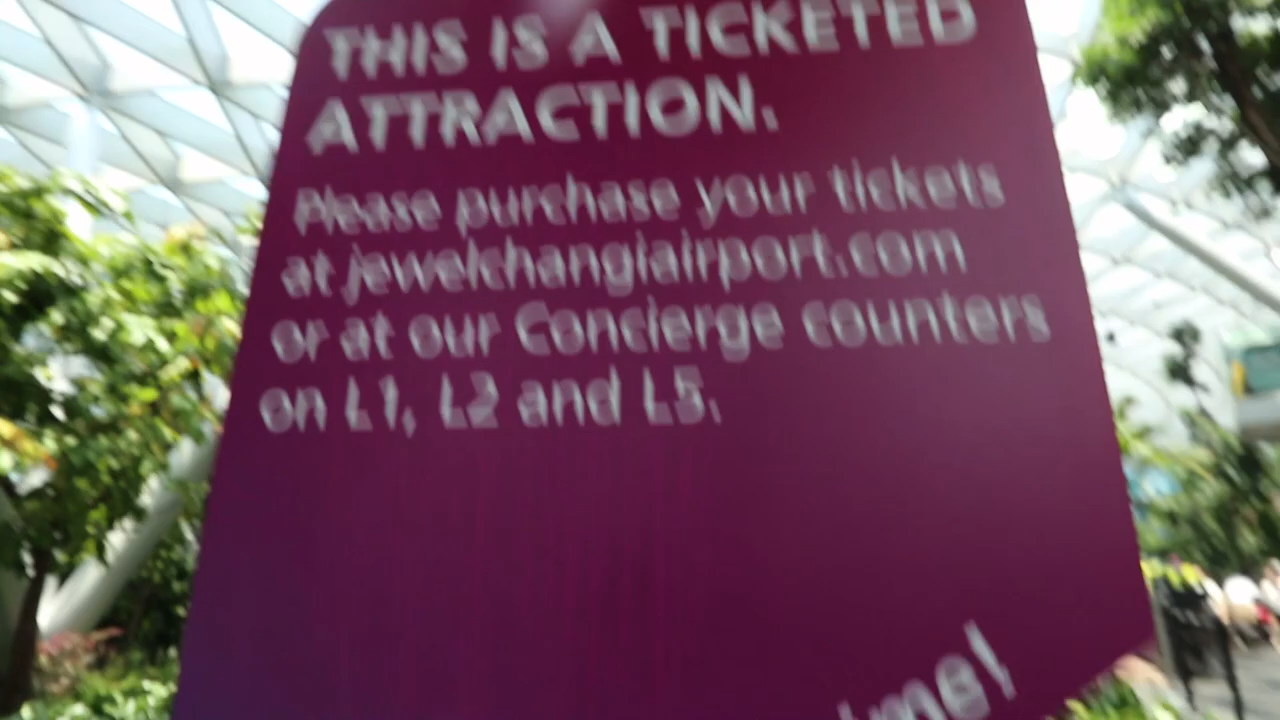 THIS IS A TICKETED
ATTRACTION.
Please purchase your tickets
at jewelchangiairport.com
or at our Concierge counters
on L1, L2 and L5.